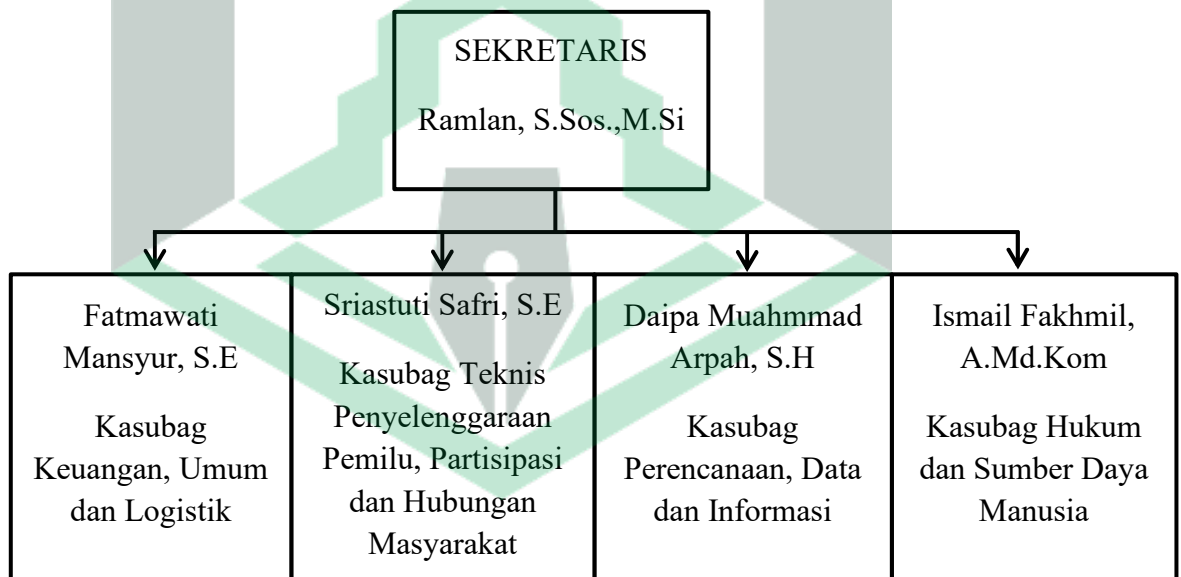 SEKRETARIS
Ramlan, S.Sos.,M.Si
Fatmawati
Mansyur, S.E
Kasubag
Keuangan, Umum
dan Logistik
Sriastuti Safri, S.E
Kasubag Teknis
Penyelenggaraan
Pemilu, Partisipasi
dan Hubungan
Masyarakat
Daipa Muahmmad
Arpah, S.H
Kasubag
Perencanaan, Data
dan Informasi
Ismail Fakhmil,
A.Md.Kom
Kasubag Hukum
dan Sumber Daya
Manusia